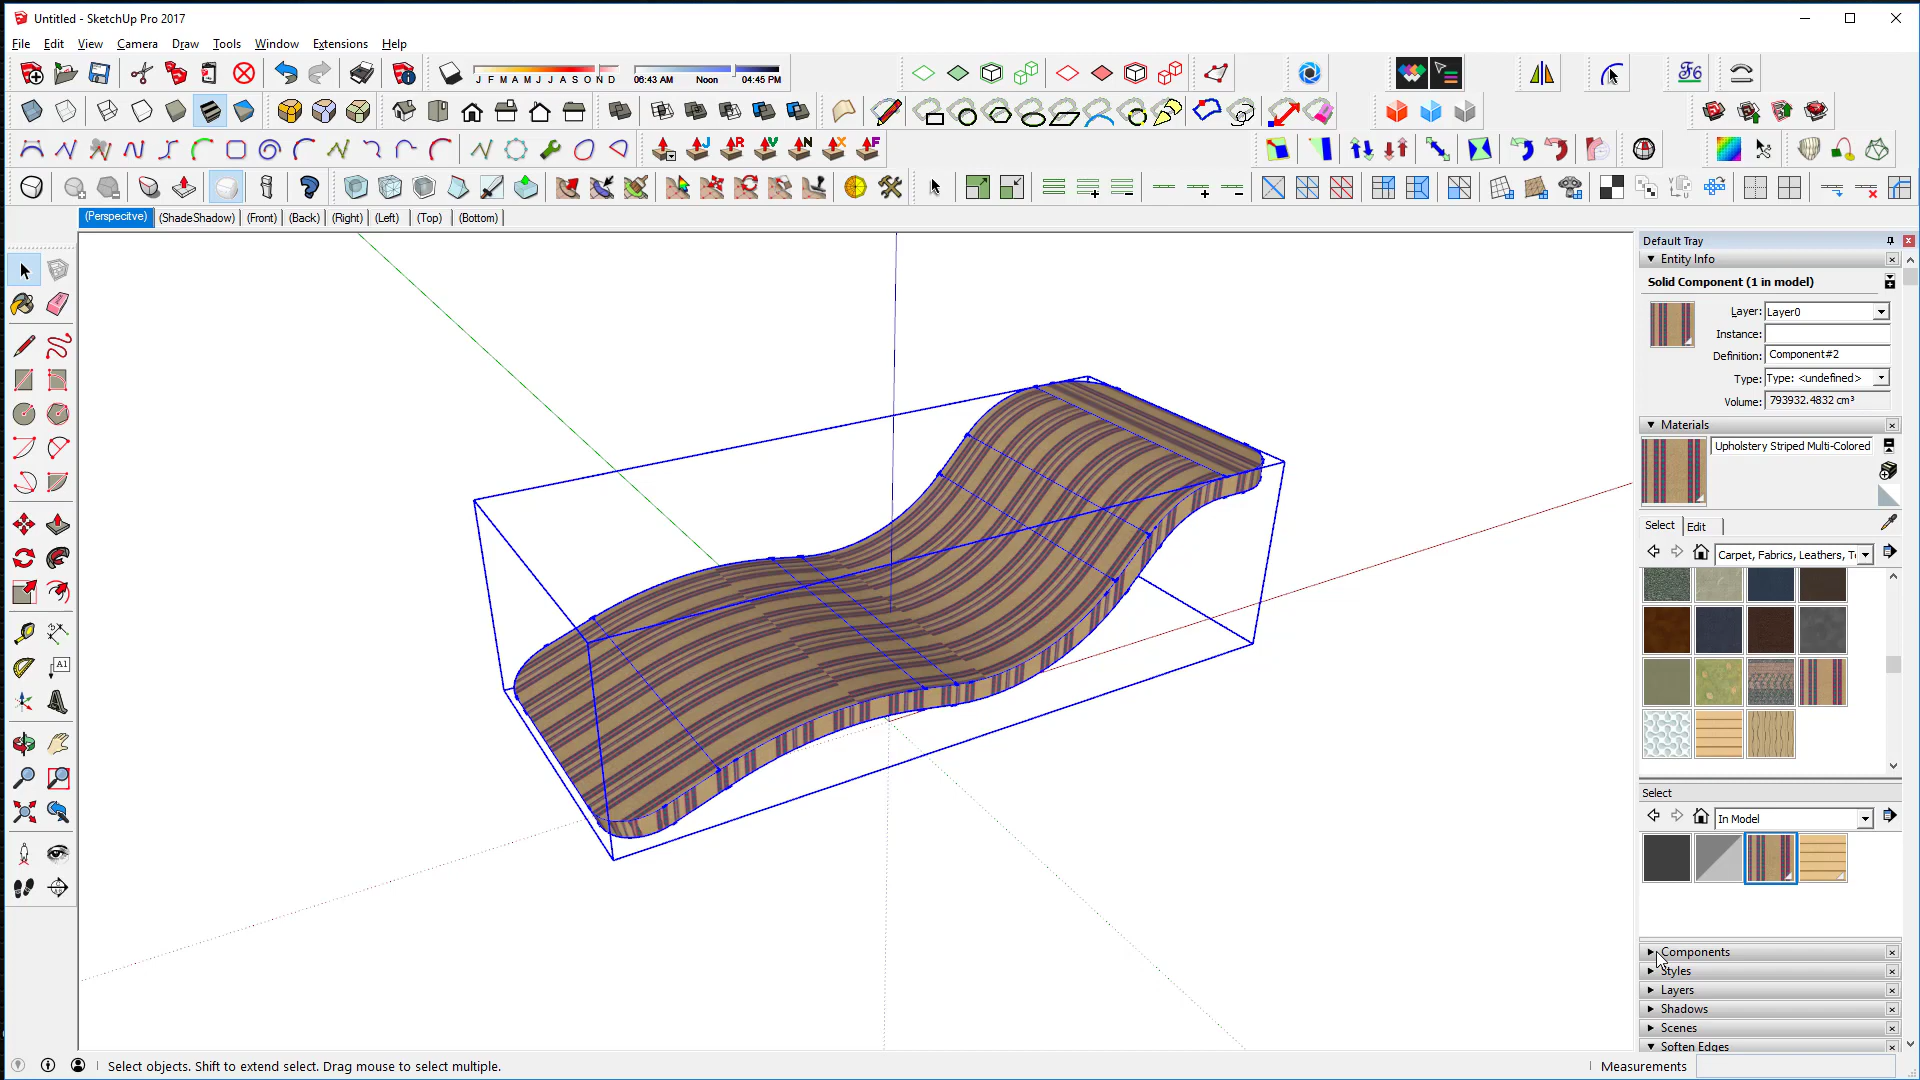 Untitled - SketchUp Pro 2017
File Edit View Camera Draw Tools Window Extensions Help
J F M A M J J A S O N D 06:43 AM Noon 04:45 PM
F6
J R V N X F
(Perspecitve) (ShadeShadow) (Front) (Back) (Right) (Left) (Top) (Bottom)
Default Tray
Entity Info
Solid Component (1 in model)
Layer: Layer0
Instance:
Definition: Component#2
Type: Type: <undefined>
Volume: 793932.4832 cm³
Materials
Upholstery Striped Multi-Colored
Select Edit
Carpet, Fabrics, Leathers, T
A1
Select
In Model
Components
Styles
Layers
Shadows
Scenes
Soften Edges
Select objects. Shift to extend select. Drag mouse to select multiple.
Measurements